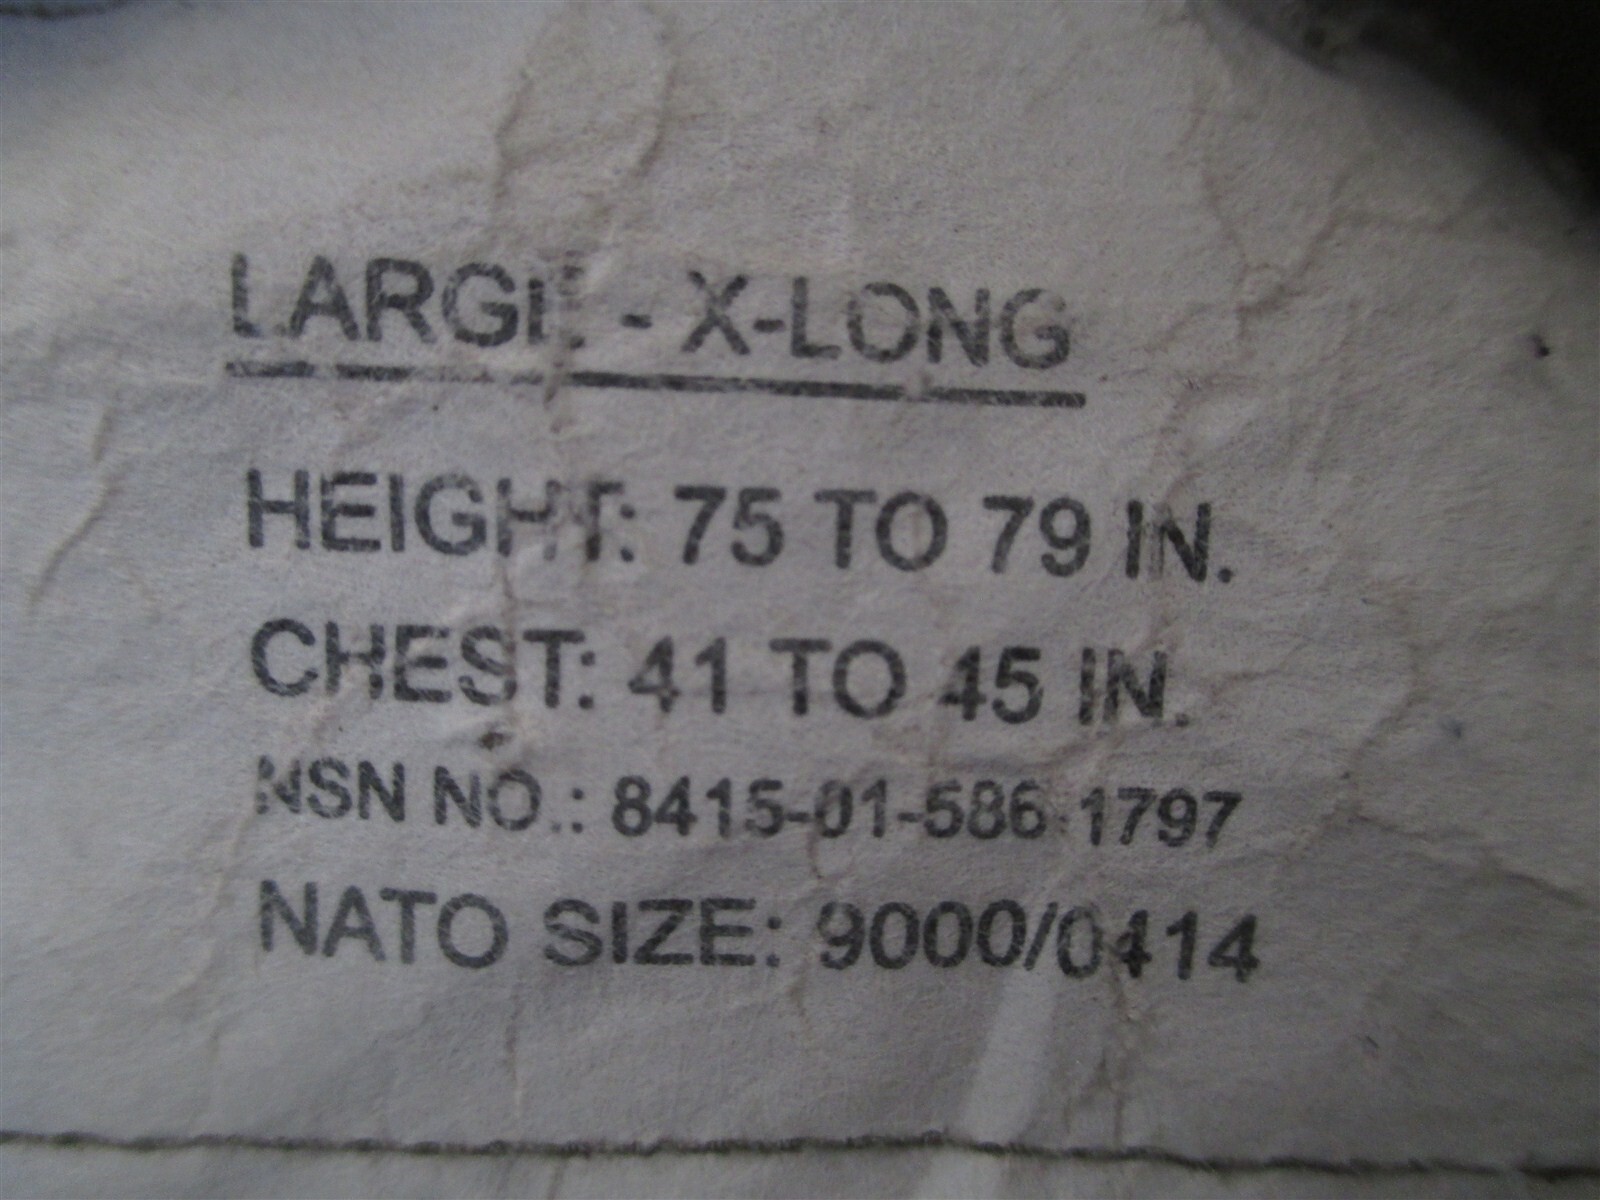 LARGE - X-LONG
HEIGHT: 75 TO 79 IN.
CHEST: 41 TO 45 IN.
NSN NO.: 8415-01-586-1797
NATO SIZE: 9000/0414